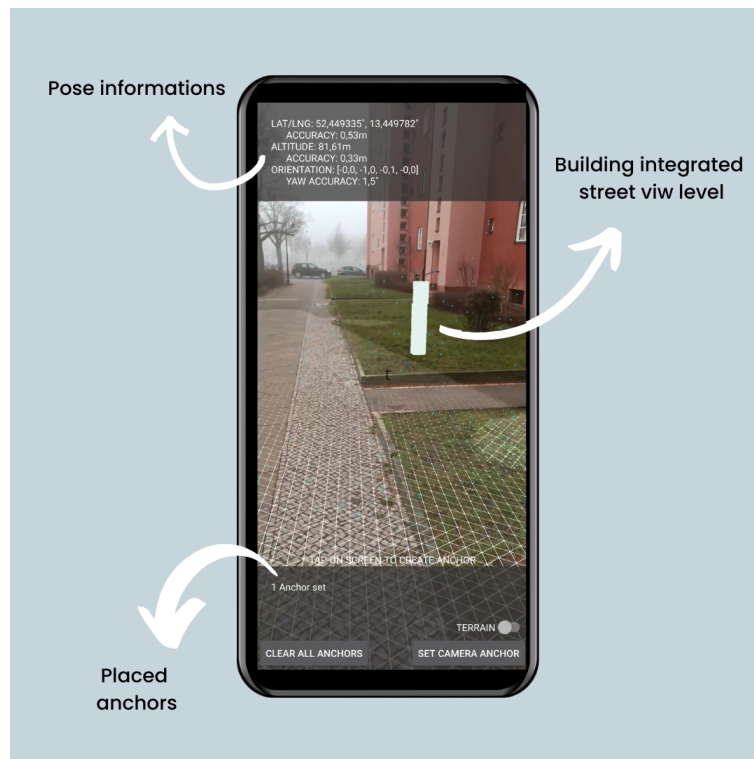 Pose informations
LAT/LNG: 52,449335°, 13,449782°
ACCURACY: 0,53m
ALTITUDE: 81,61m
ACCURACY: 0,33m
ORIENTATION: [-0,0, -1,0, -0,1, -0,0]
YAW ACCURACY: 1,5°
Building integrated
street viw level
t
TAP ON SCREEN TO CREATE ANCHOR
1 Anchor set
TERRAIN
CLEAR ALL ANCHORS
SET CAMERA ANCHOR
Placed
anchors